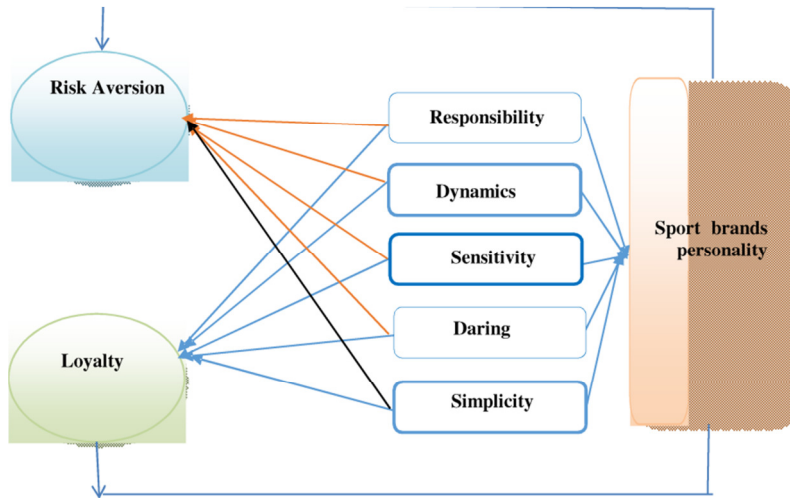 Risk Aversion
Responsibility
Dynamics
Sensitivity
Daring
Simplicity
Loyalty
Sport brands
personality